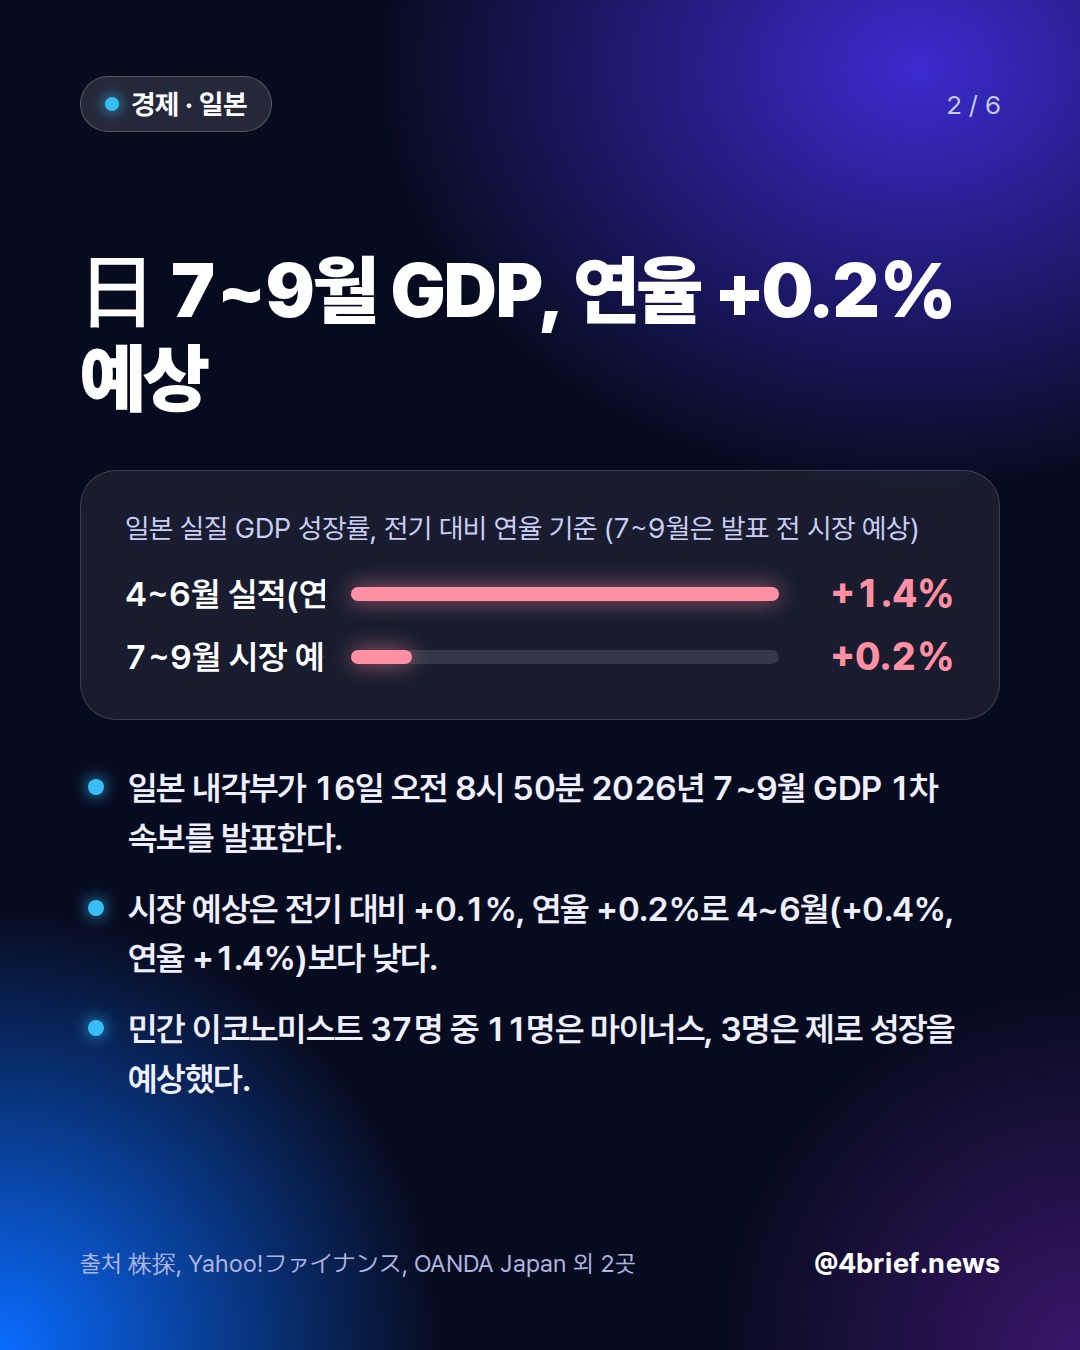 경제 · 일본
2 / 6
日 7~9월 GDP, 연율 +0.2%
예상
일본 실질 GDP 성장률, 전기 대비 연율 기준 (7~9월은 발표 전 시장 예상)
4~6월 실적(연 +1.4%
7~9월 시장 예 +0.2%
일본 내각부가 16일 오전 8시 50분 2026년 7~9월 GDP 1차
속보를 발표한다.
시장 예상은 전기 대비 +0.1%, 연율 +0.2%로 4~6월(+0.4%,
연율 +1.4%)보다 낮다.
민간 이코노미스트 37명 중 11명은 마이너스, 3명은 제로 성장을
예상했다.
출처 株探, Yahoo!ファイナンス, OANDA Japan 외 2곳
@4brief.news